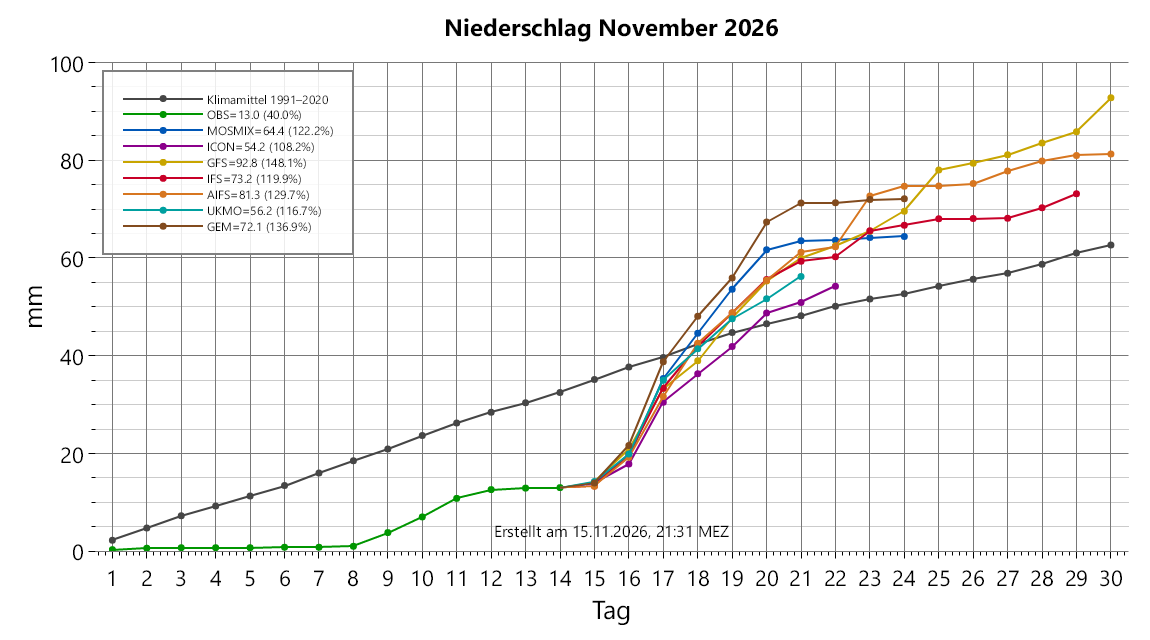 Niederschlag November 2026
100
80
60
40
20
0
mm
Klimamittel 1991–2020
OBS=13.0 (40.0%)
MOSMIX=64.4 (122.2%)
ICON=54.2 (108.2%)
GFS=92.8 (148.1%)
IFS=73.2 (119.9%)
AIFS=81.3 (129.7%)
UKMO=56.2 (116.7%)
GEM=72.1 (136.9%)
Erstellt am 15.11.2026, 21:31 MEZ
1 2 3 4 5 6 7 8 9 10 11 12 13 14 15 16 17 18 19 20 21 22 23 24 25 26 27 28 29 30
Tag